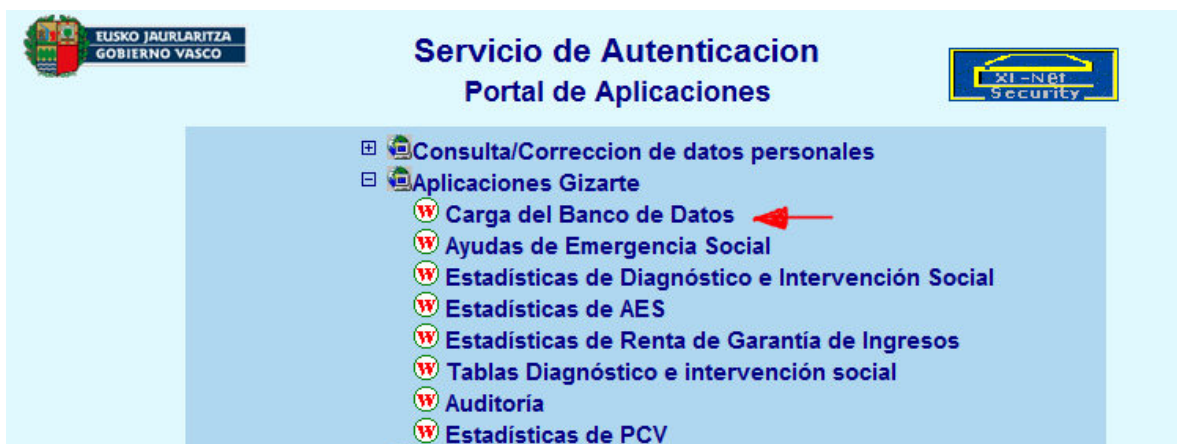 EUSKO JAURLARITZA
GOBIERNO VASCO
Servicio de Autenticacion
Portal de Aplicaciones
XL-Net
Security
Consulta/Correccion de datos personales
Aplicaciones Gizarte
Carga del Banco de Datos
Ayudas de Emergencia Social
Estadísticas de Diagnóstico e Intervención Social
Estadísticas de AES
Estadísticas de Renta de Garantía de Ingresos
Tablas Diagnóstico e intervención social
Auditoría
Estadísticas de PCV